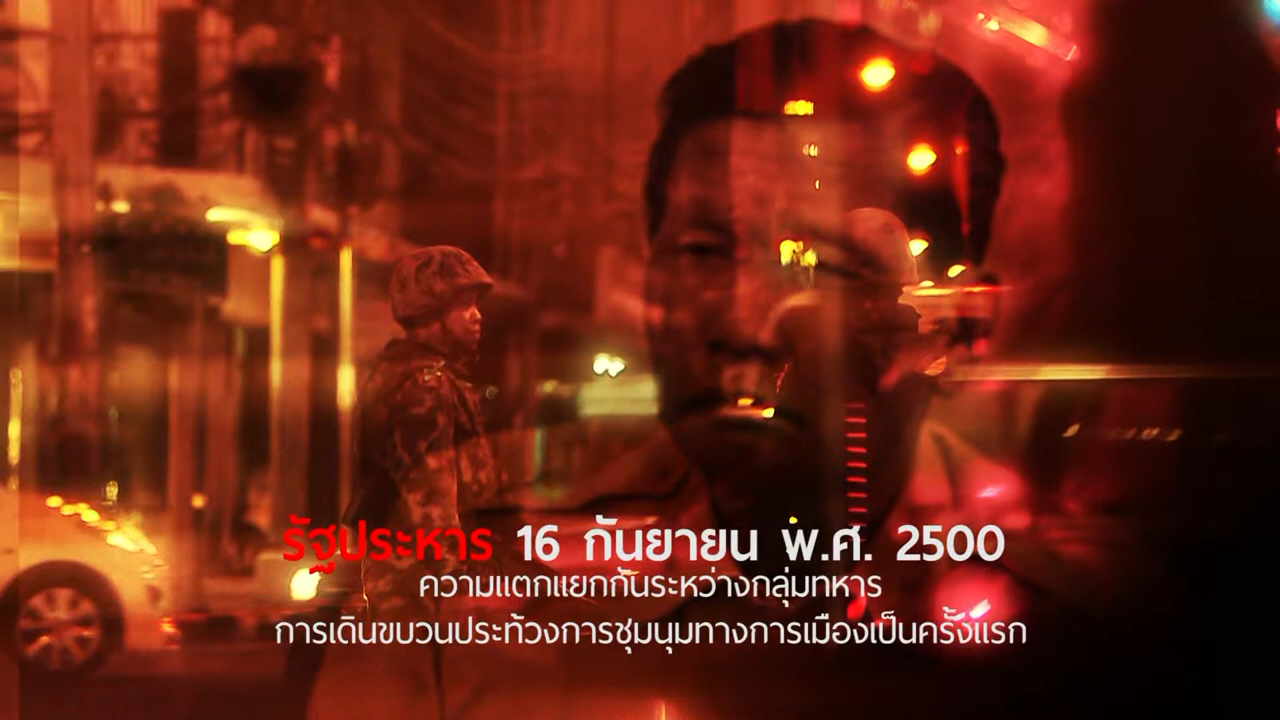 รัฐประหาร 16 กันยายน พ.ศ. 2500
ความแตกแยกกันระหว่างกลุ่มทหาร
การเดินขบวนประท้วงการชุมนุมทางการเมืองเป็นครั้งแรก